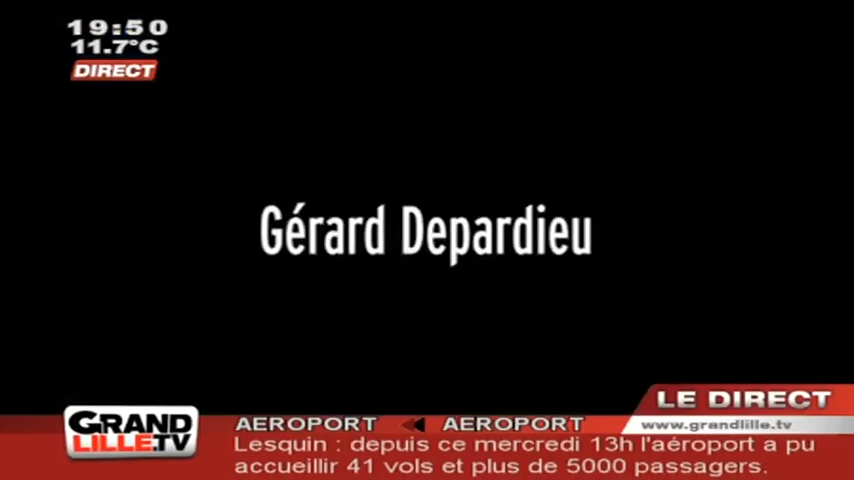 19:50
11.7°C
DIRECT
Gérard Depardieu
LE DIRECT
GRAND
LILLE.TV
AEROPORT AEROPORT
www.grandlille.tv
Lesquin : depuis ce mercredi 13h l'aéroport a pu
accueillir 41 vols et plus de 5000 passagers.